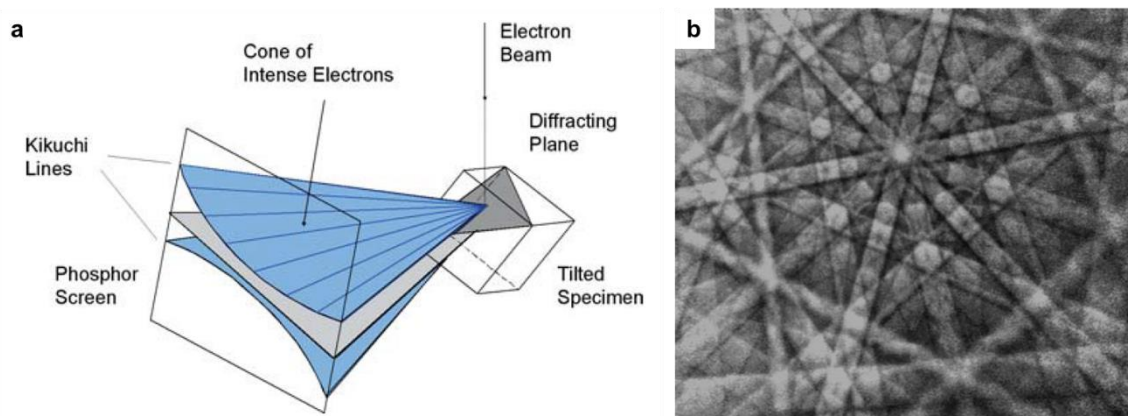 a
Cone of
Intense Electrons
Electron
Beam
Diffracting
Plane
Kikuchi
Lines
Phosphor
Screen
Tilted
Specimen
b